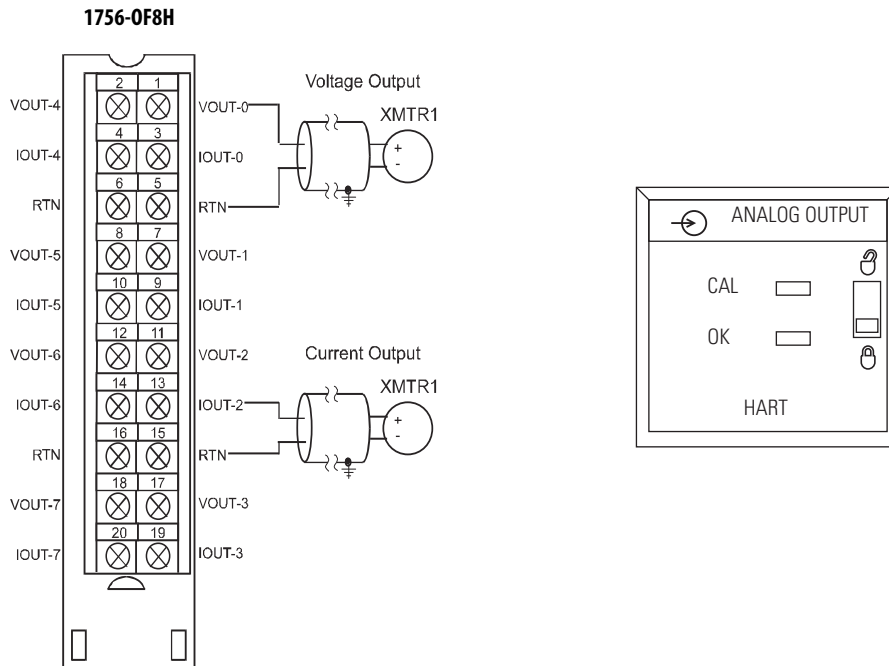 1756-OF8H
Voltage Output
XMTR1
+
-
2 1
VOUT-4 VOUT-0
4 3
IOUT-4 IOUT-0
6 5
RTN RTN
8 7
VOUT-5 VOUT-1
10 9
IOUT-5 IOUT-1
12 11
VOUT-6 VOUT-2
Current Output
XMTR1
+
-
14 13
IOUT-6 IOUT-2
16 15
RTN RTN
18 17
VOUT-7 VOUT-3
20 19
IOUT-7 IOUT-3
ANALOG OUTPUT
CAL
OK
HART